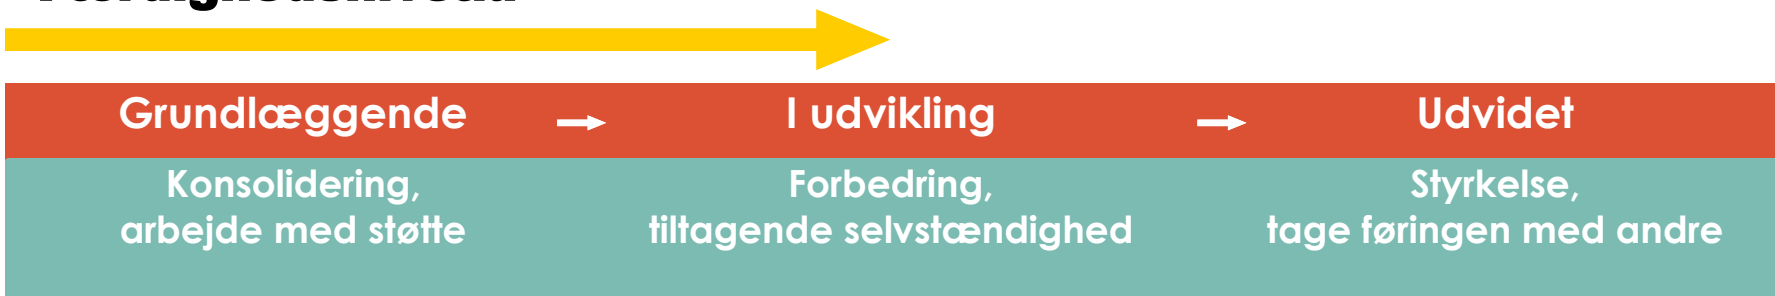 Grundlæggende → I udvikling → Udvidet
Konsolidering, Forbedring, Styrkelse,
arbejde med støtte tiltagende selvstændighed tage føringen med andre